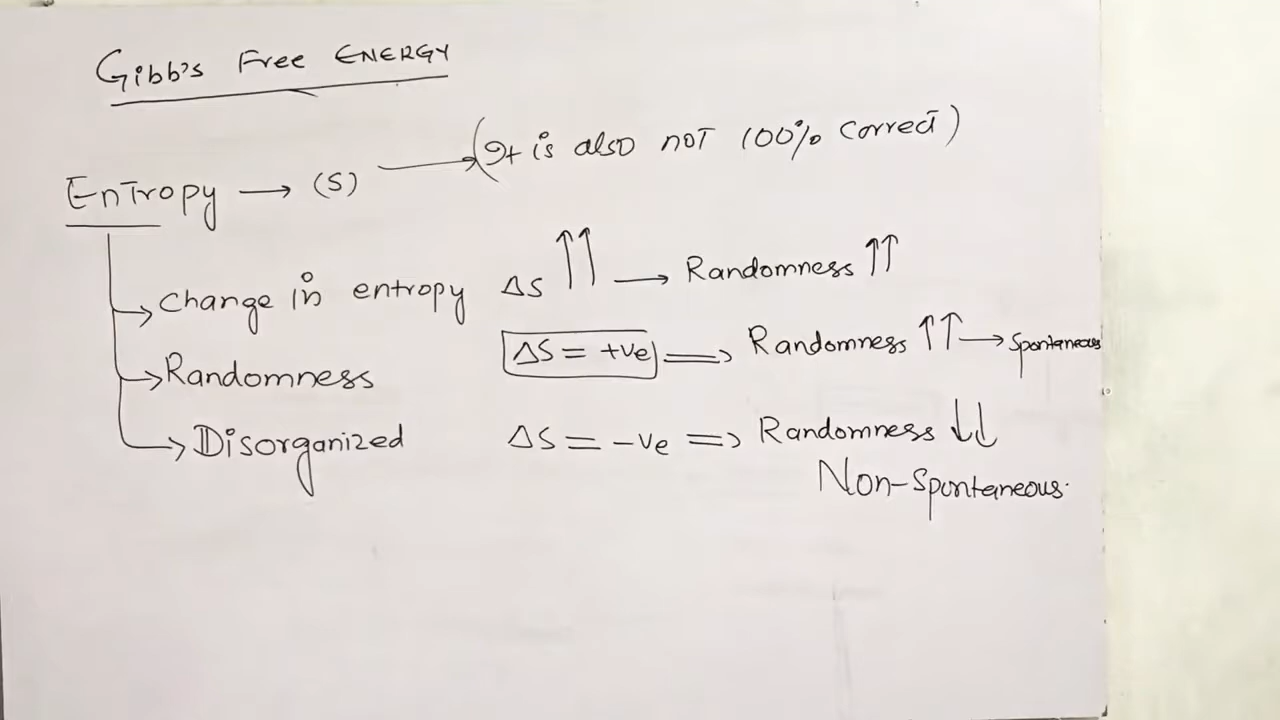 Gibb's Free ENERGY
Entropy → (S) → (It is also not 100% correct)
Change in entropy ΔS ↑↑ → Randomness ↑↑
ΔS = +ve ⇒ Randomness ↑↑ → Spontaneous
Randomness
Disorganized
ΔS = -ve ⇒ Randomness ↓↓
Non-Spontaneous.